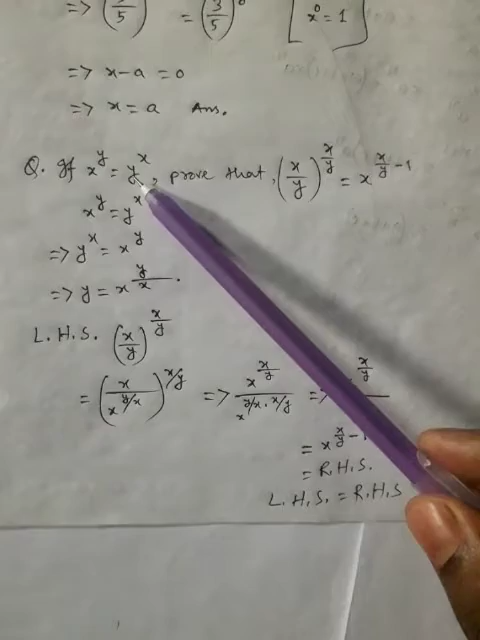 => (3/5) = (3/5)^0 [x^0 = 1]
=> x-a = 0
=> x = a Ans.
Q. If x^y = y^x, prove that, (x/y)^(x/y) = x^(x/y - 1)
x^y = y^x
=> y^x = x^y
=> y = x^(y/x).
L.H.S. (x/y)^(x/y)
= (x/x^(y/x))^(x/y) => x^(x/y)/x^(y/x · x/y) => x/y
= x^(x/y - 1)
= R.H.S.
L.H.S. = R.H.S